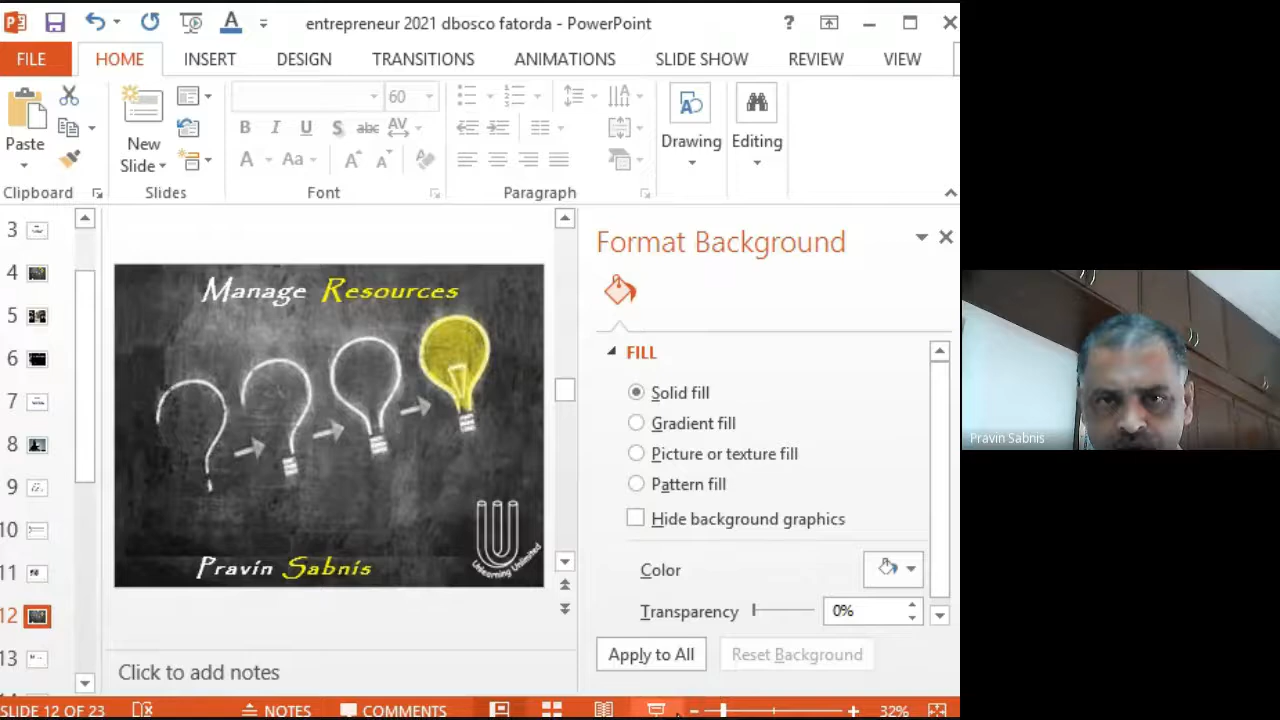 entrepreneur 2021 dbosco fatorda - PowerPoint
FILE HOME INSERT DESIGN TRANSITIONS ANIMATIONS SLIDE SHOW REVIEW VIEW
60
Paste
New Slide
Drawing
Editing
Clipboard
Slides
Font
Paragraph
3
4
5
6
7
8
9
10
11
12
13
Manage Resources
Pravin Sabnis
Unlearning Unlimited
Click to add notes
Format Background
FILL
Solid fill
Gradient fill
Picture or texture fill
Pattern fill
Hide background graphics
Color
Transparency 0%
Apply to All Reset Background
Pravin Sabnis
SLIDE 12 OF 23 NOTES COMMENTS 32%